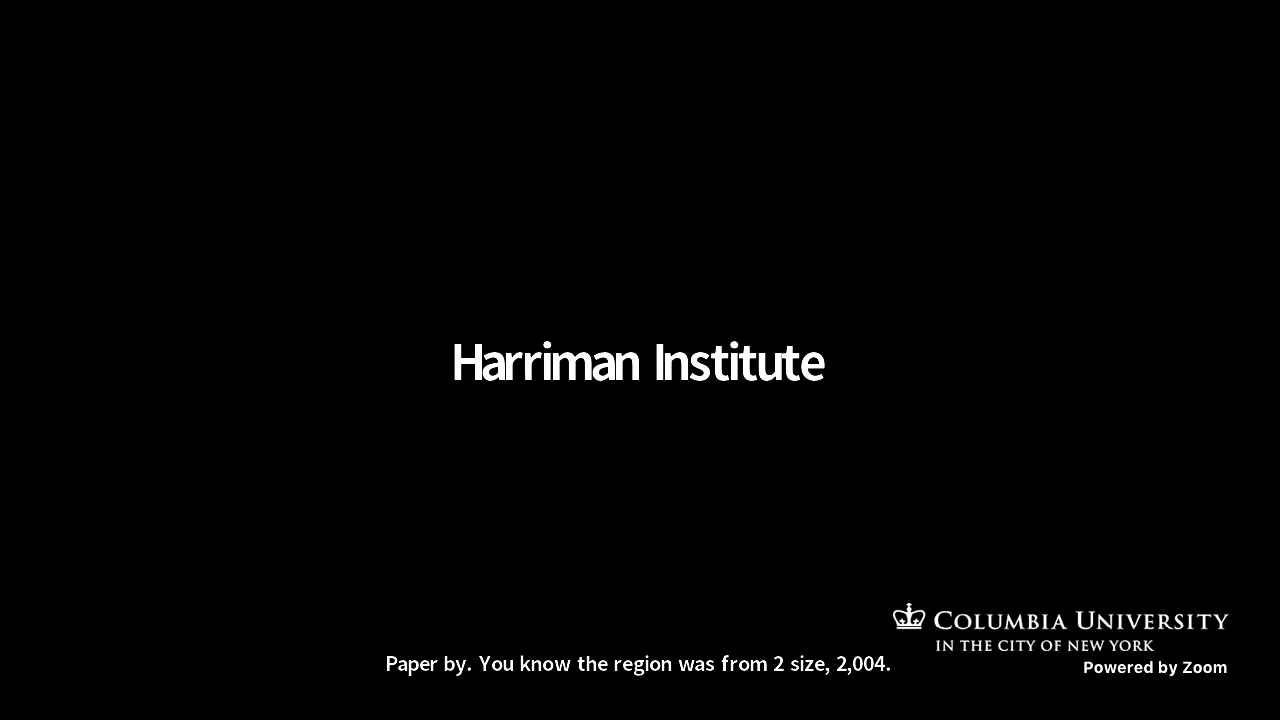 Harriman Institute
COLUMBIA UNIVERSITY
IN THE CITY OF NEW YORK
Paper by. You know the region was from 2 size, 2,004.
Powered by Zoom